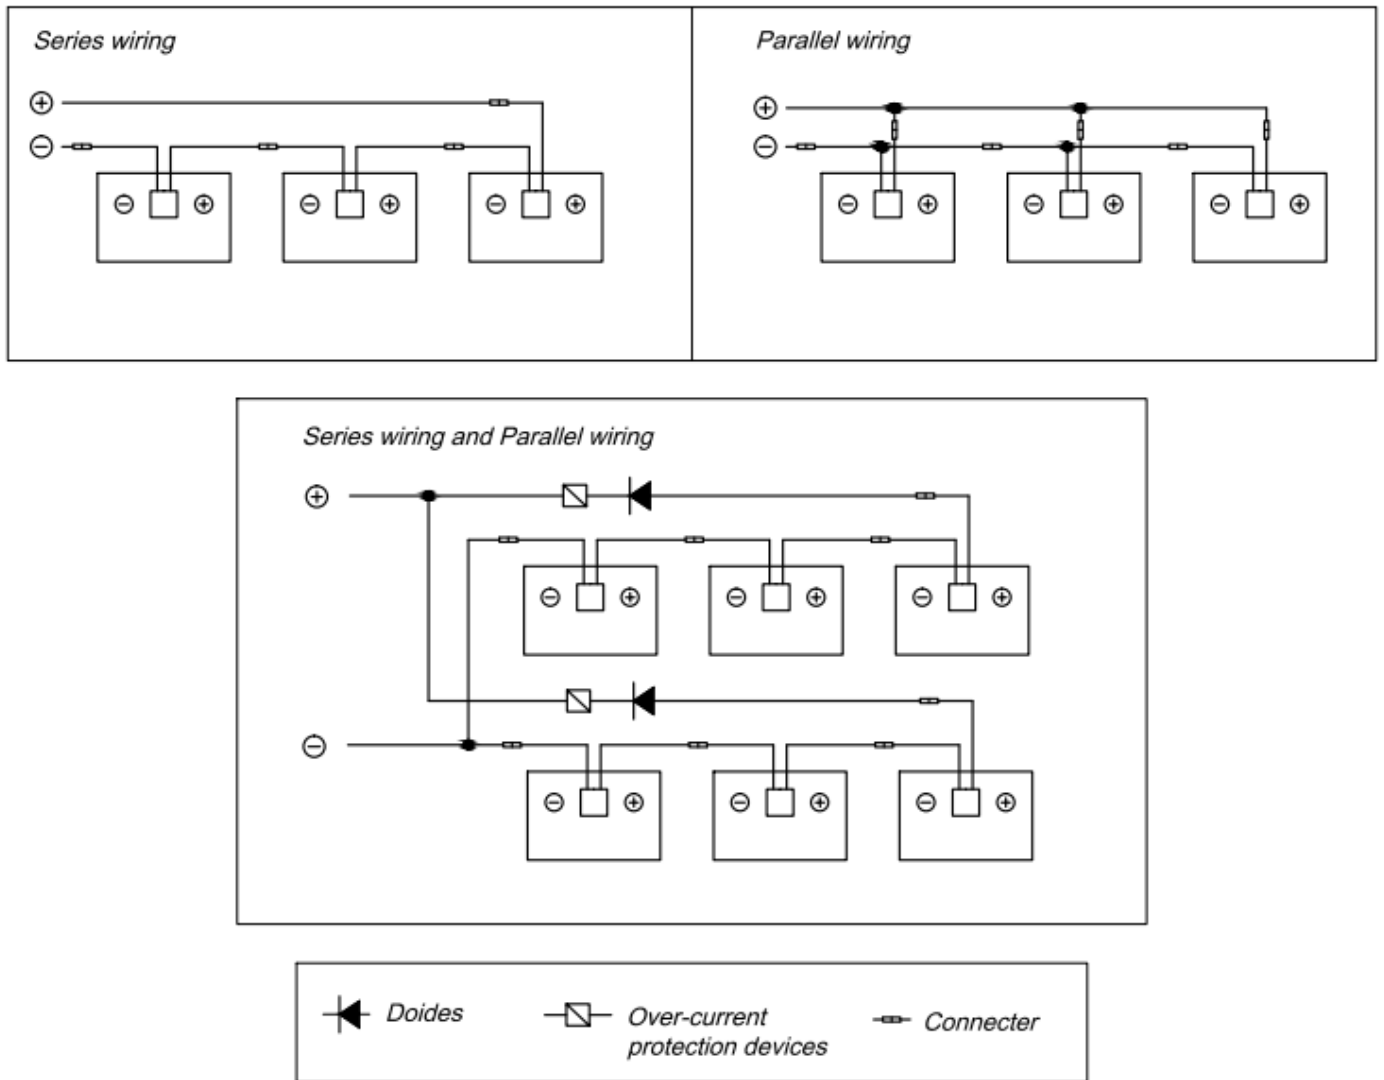 Series wiring
Parallel wiring
Series wiring and Parallel wiring
Doides
Over-current
protection devices
Connecter